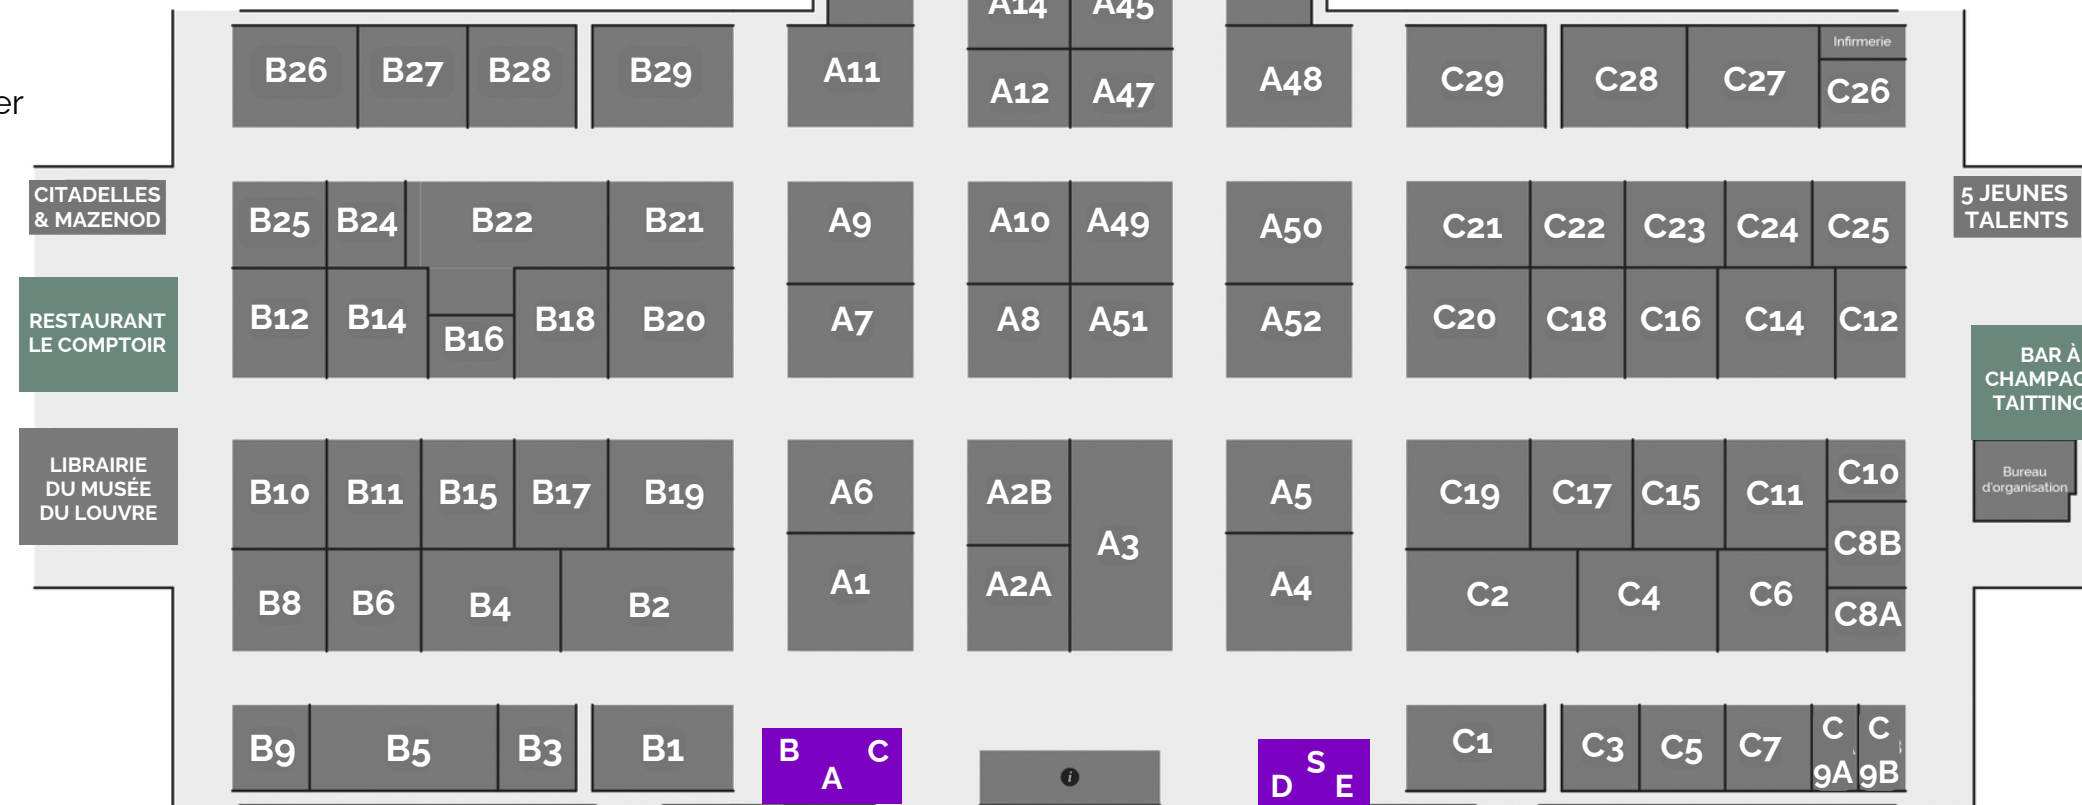 A14 A45
B26 B27 B28 B29 A11 A12 A47 A48 C29 C28 C27 Infirmerie
C26
er
CITADELLES
& MAZENOD
B25 B24 B22 B21 A9 A10 A49 A50 C21 C22 C23 C24 C25
5 JEUNES
TALENTS
RESTAURANT
LE COMPTOIR
B12 B14 B16 B18 B20 A7 A8 A51 A52 C20 C18 C16 C14 C12
BAR À
CHAMPAG
TAITTING
LIBRAIRIE
DU MUSÉE
DU LOUVRE
B10 B11 B15 B17 B19 A6 A2B A3 A5 C19 C17 C15 C11 C10
Bureau
d'organisation
C8B
B8 B6 B4 B2 A1 A2A A4 C2 C4 C6 C8A
B9 B5 B3 B1 B C
A
i
S
D E
C1 C3 C5 C7 C
9A
C
9B